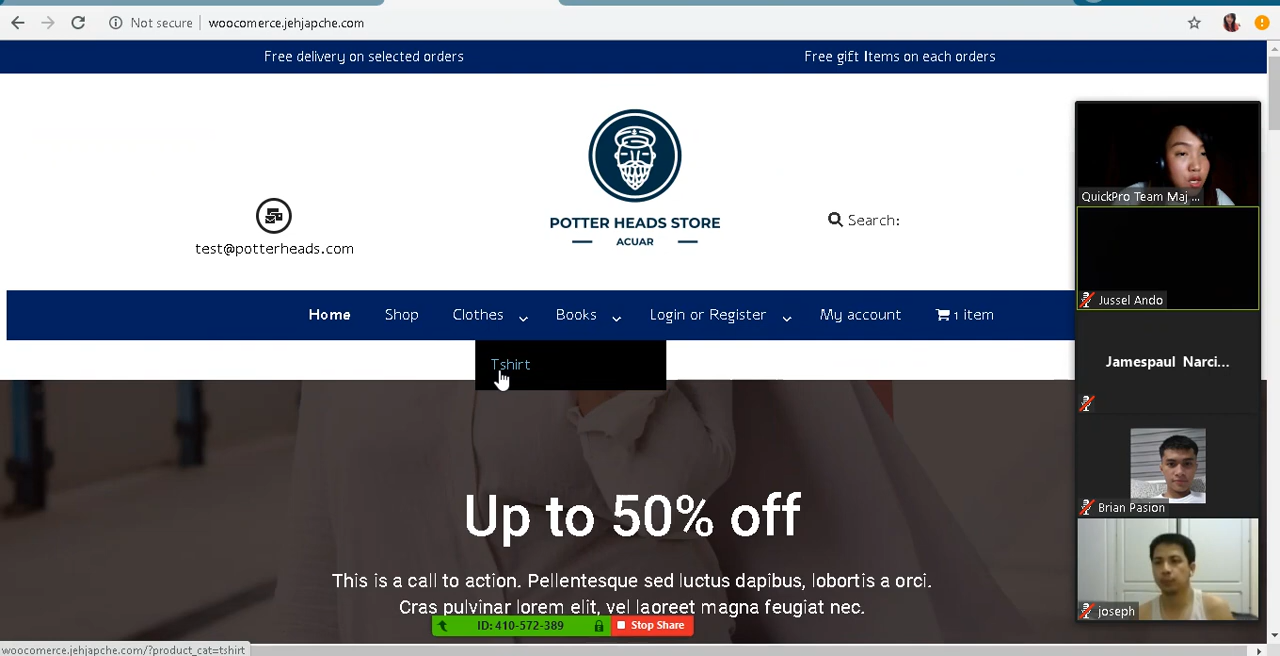 Not secure | woocomerce.jehjapche.com
Free delivery on selected orders
Free gift Items on each orders
POTTER HEADS STORE
ACUAR
test@potterheads.com
Search:
Home Shop Clothes Books Login or Register My account 1 item
Tshirt
Up to 50% off
This is a call to action. Pellentesque sed luctus dapibus, lobortis a orci.
Cras pulvinar lorem elit, vel laoreet magna feugiat nec.
ID: 410-572-389 Stop Share
woocomerce.jehjapche.com/?product_cat=tshirt
QuickPro Team Maj ...
Jussel Ando
Jamespaul Narci...
Brian Pasion
joseph